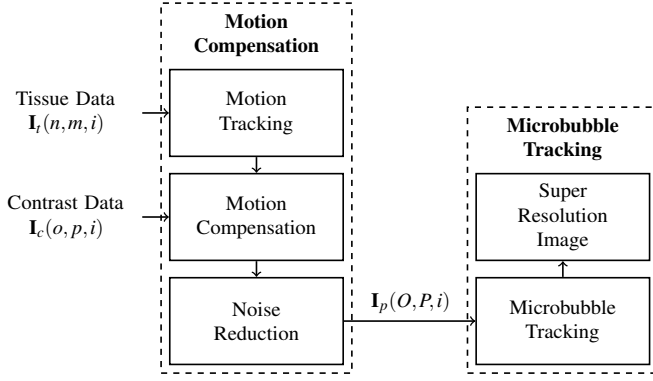 Motion
Compensation
Tissue Data
I_t(n,m,i)
Motion
Tracking
Contrast Data
I_c(o,p,i)
Motion
Compensation
Noise
Reduction
I_p(O,P,i)
Microbubble
Tracking
Super
Resolution
Image
Microbubble
Tracking